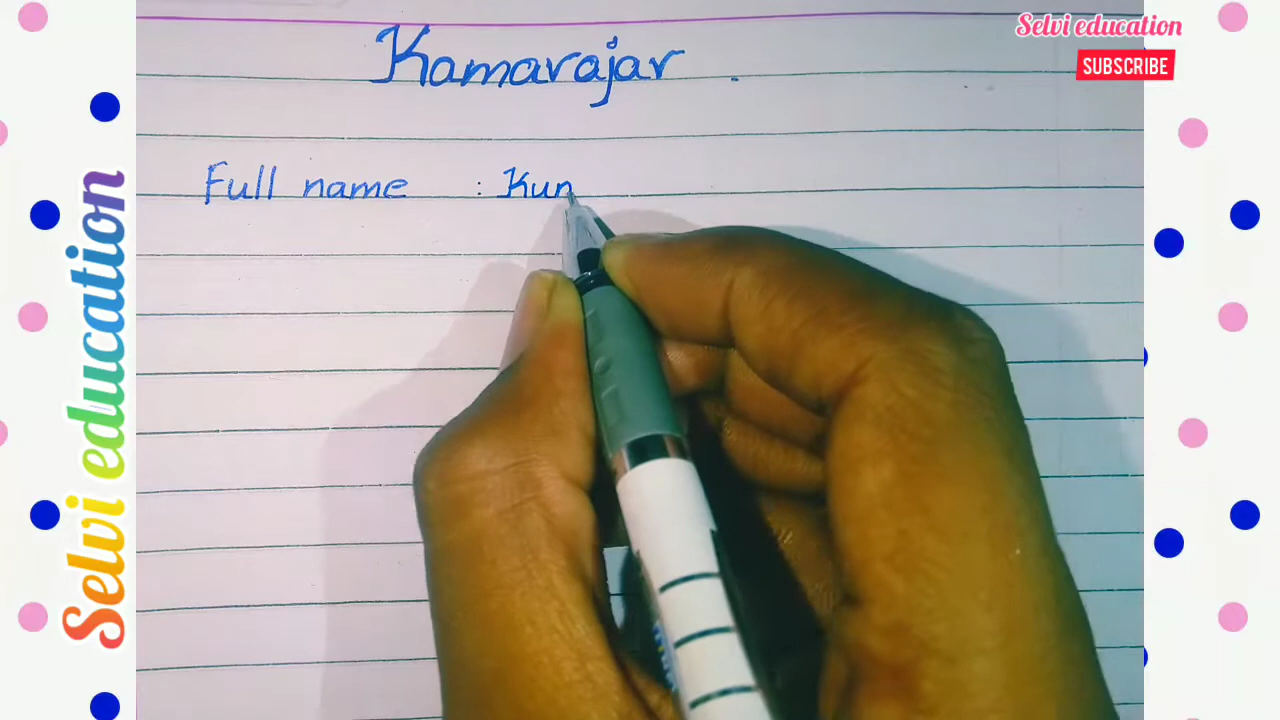 Selvi education
SUBSCRIBE
Kamarajar .
Full name : Kun
Selvi education